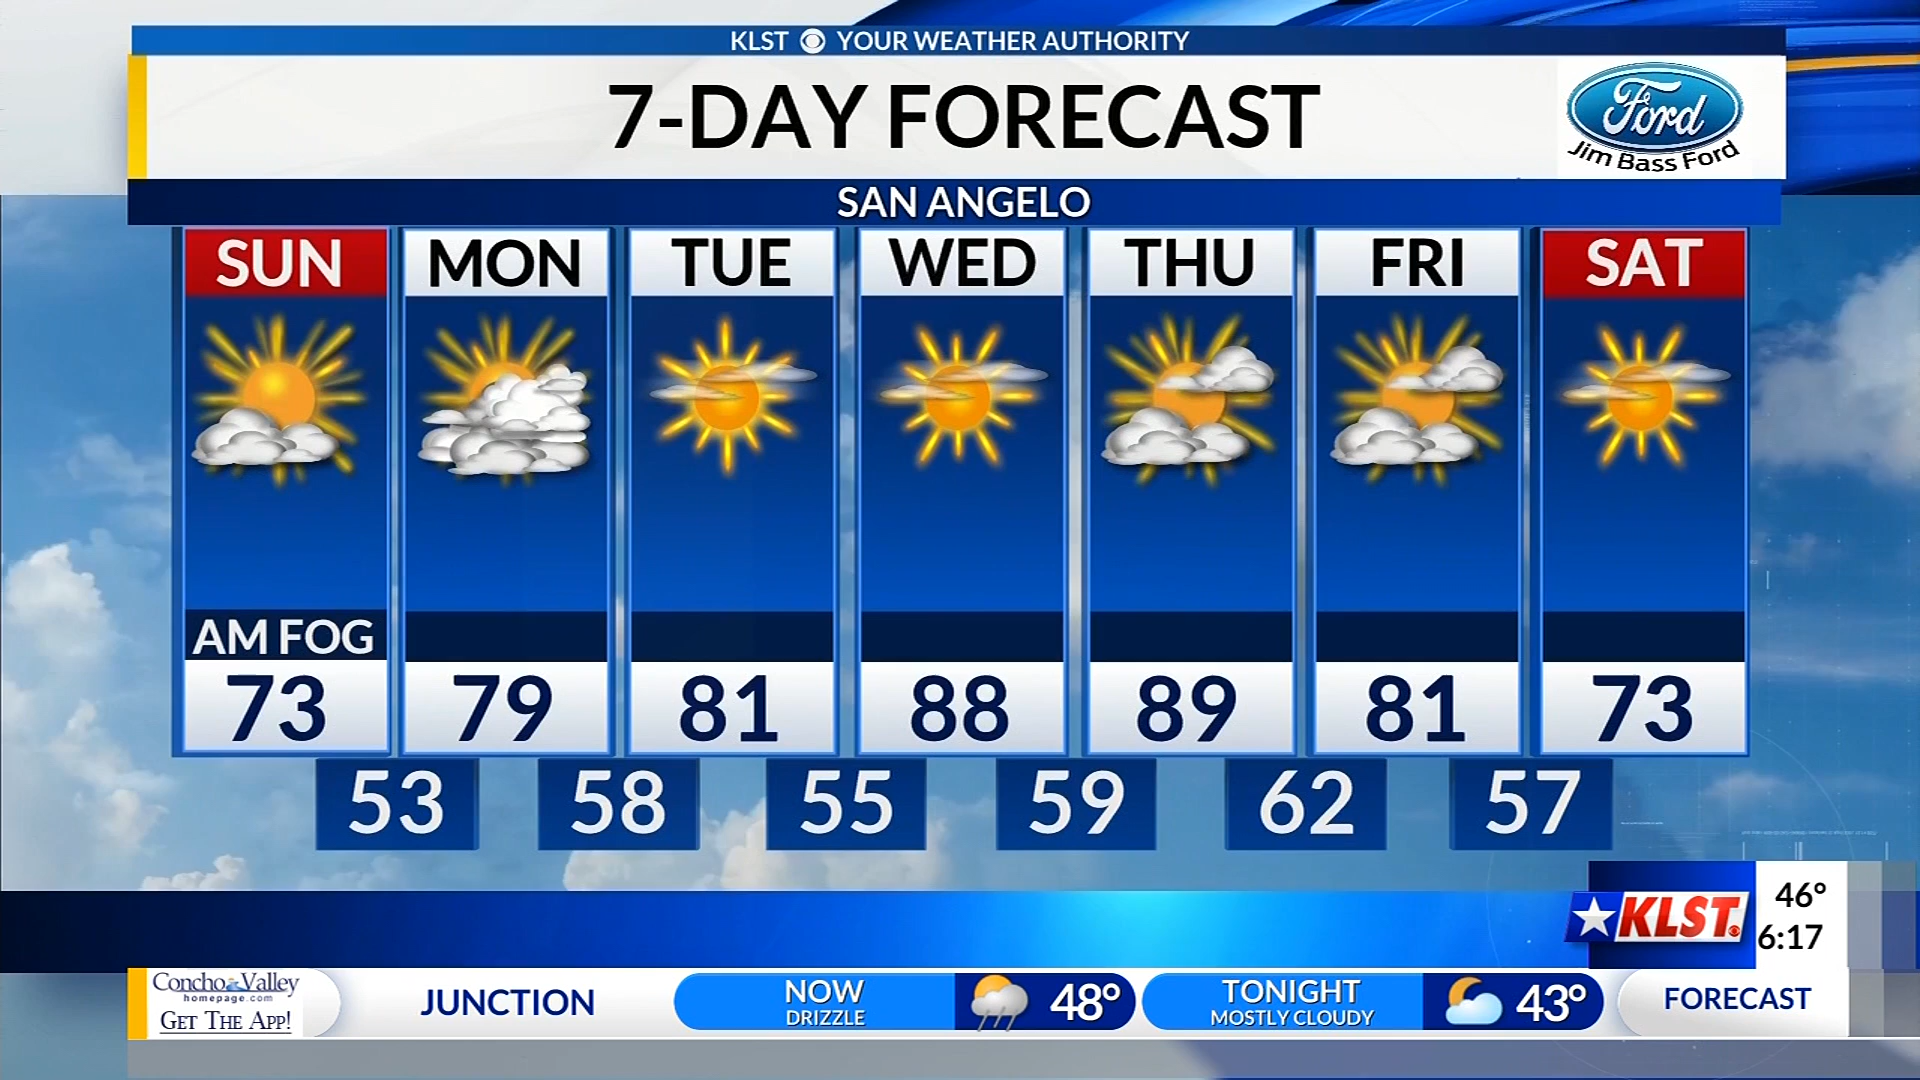 KLST YOUR WEATHER AUTHORITY
7-DAY FORECAST
Ford
Jim Bass Ford
SAN ANGELO
SUN MON TUE WED THU FRI SAT
AM FOG
73 79 81 88 89 81 73
53 58 55 59 62 57
KLST
46°
6:17
Concho Valley
homepage.com
GET THE APP!
JUNCTION
NOW
DRIZZLE
48°
TONIGHT
MOSTLY CLOUDY
43°
FORECAST